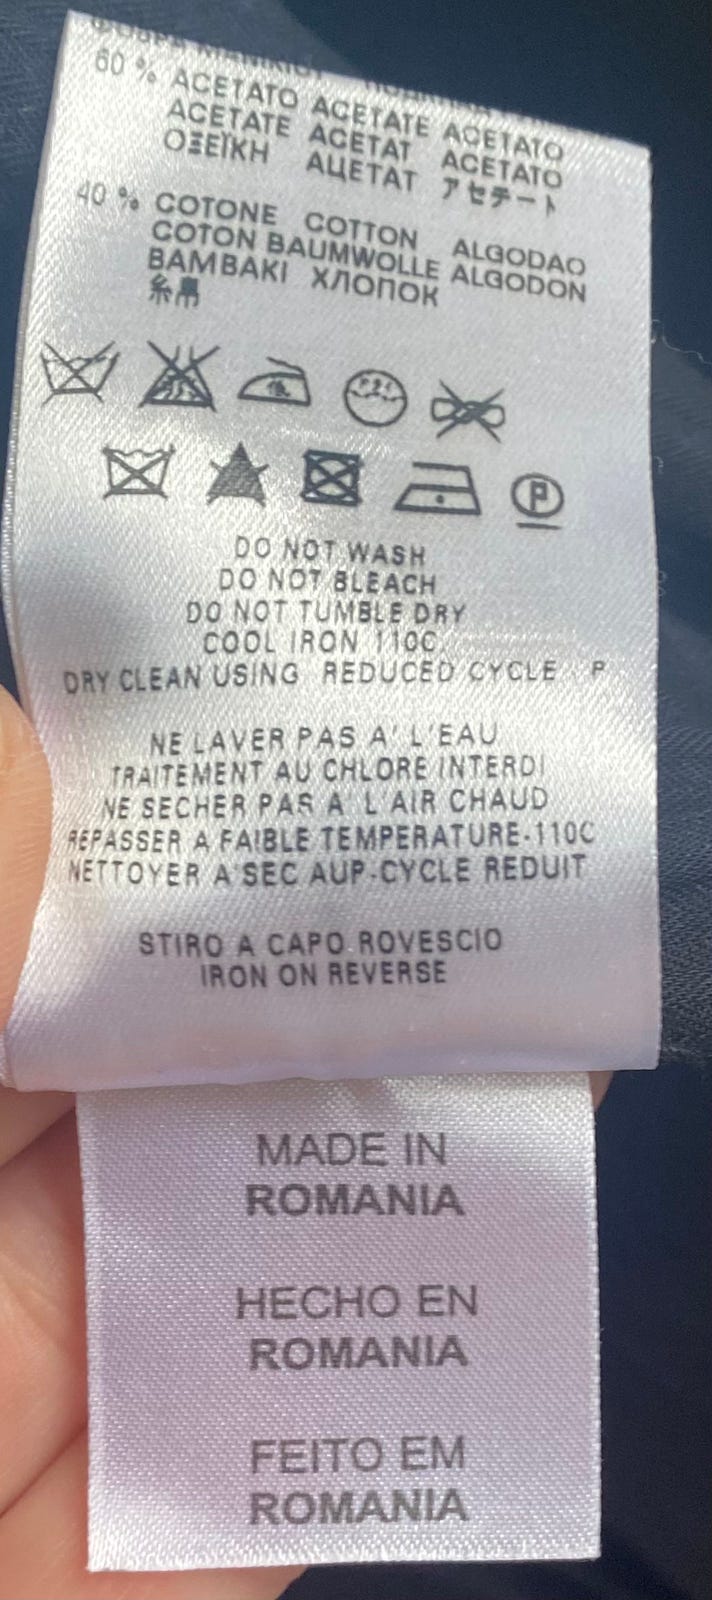 60 % ACETATO ACETATE ACETATO
ACETATE ACETAT ACETATO
ΟΞΕΪΚΗ АЦЕТАТ アセテート
40 % COTONE COTTON ALGODAO
COTON BAUMWOLLE ALGODON
BAMBAKI ХЛОПОК
DO NOT WASH
DO NOT BLEACH
DO NOT TUMBLE DRY
COOL IRON 110C
DRY CLEAN USING REDUCED CYCLE P
NE LAVER PAS A' L'EAU
TRAITEMENT AU CHLORE INTERDI
NE SECHER PAR A L AIR CHAUD
REPASSER A FAIBLE TEMPERATURE-110C
NETTOYER A SEC AUP-CYCLE REDUIT
STIRO A CAPO ROVESCIO
IRON ON REVERSE
MADE IN
ROMANIA
HECHO EN
ROMANIA
FEITO EM
ROMANIA